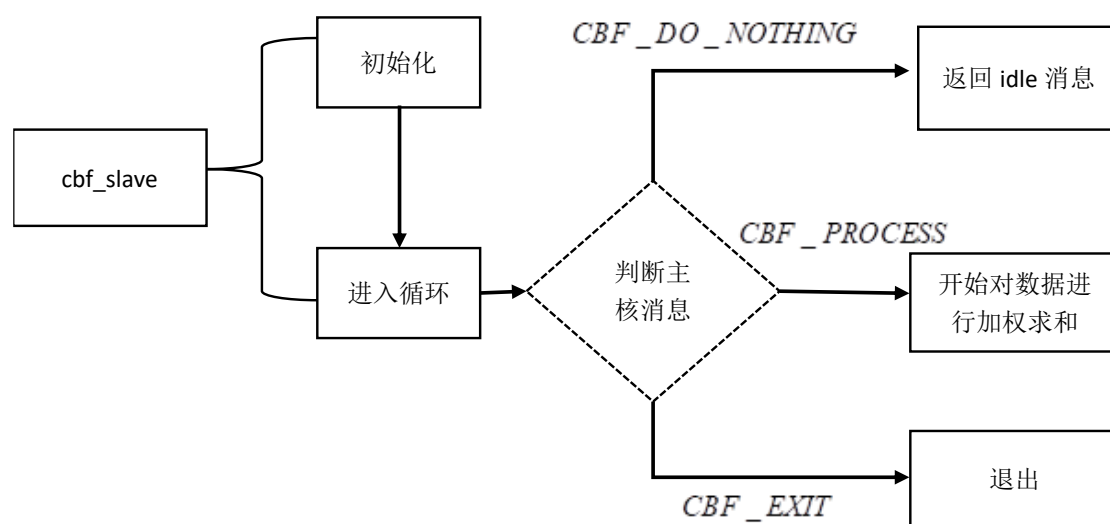 CBF_DO_NOTHING
初始化
返回 idle 消息
cbf_slave
进入循环
判断主
核消息
CBF_PROCESS
开始对数据进
行加权求和
CBF_EXIT
退出